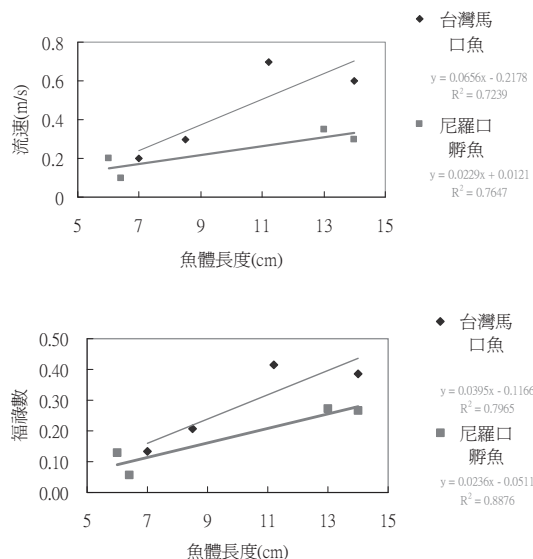 0.8
0.6
0.4
0.2
0
流速(m/s)
5 7 9 11 13 15
魚體長度(cm)
台灣馬
口魚
y = 0.0656x - 0.2178
R² = 0.7239
尼羅口
孵魚
y = 0.0229x + 0.0121
R² = 0.7647
0.50
0.40
0.30
0.20
0.10
0.00
福祿數
5 7 9 11 13 15
魚體長度(cm)
台灣馬
口魚
y = 0.0395x - 0.1166
R² = 0.7965
尼羅口
孵魚
y = 0.0236x - 0.0511
R² = 0.8876